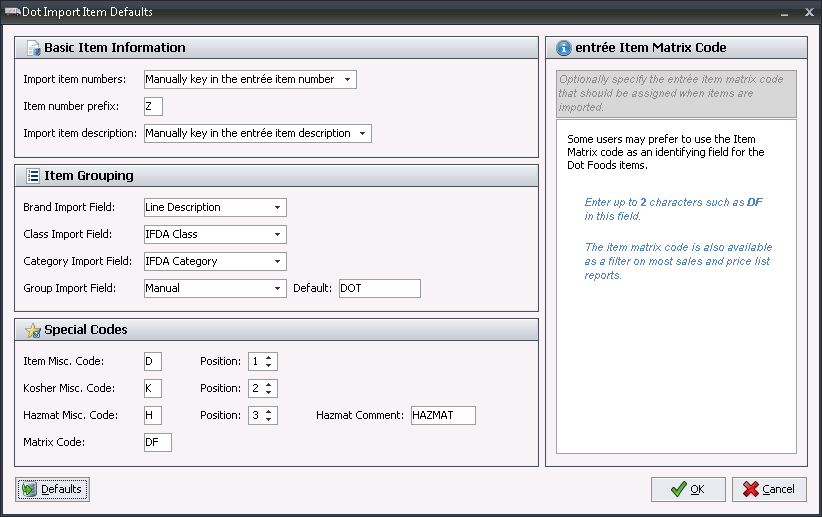 Dot Import Item Defaults
Basic Item Information
Import item numbers: Manually key in the entrée item number
Item number prefix: Z
Import item description: Manually key in the entrée item description
Item Grouping
Brand Import Field: Line Description
Class Import Field: IFDA Class
Category Import Field: IFDA Category
Group Import Field: Manual Default: DOT
Special Codes
Item Misc. Code: D Position: 1
Kosher Misc. Code: K Position: 2
Hazmat Misc. Code: H Position: 3 Hazmat Comment: HAZMAT
Matrix Code: DF
entrée Item Matrix Code
Optionally specify the entrée item matrix code
that should be assigned when items are
imported.
Some users may prefer to use the Item
Matrix code as an identifying field for the
Dot Foods items.
Enter up to 2 characters such as DF
in this field.
The item matrix code is also available
as a filter on most sales and price list
reports.
Defaults
OK
Cancel